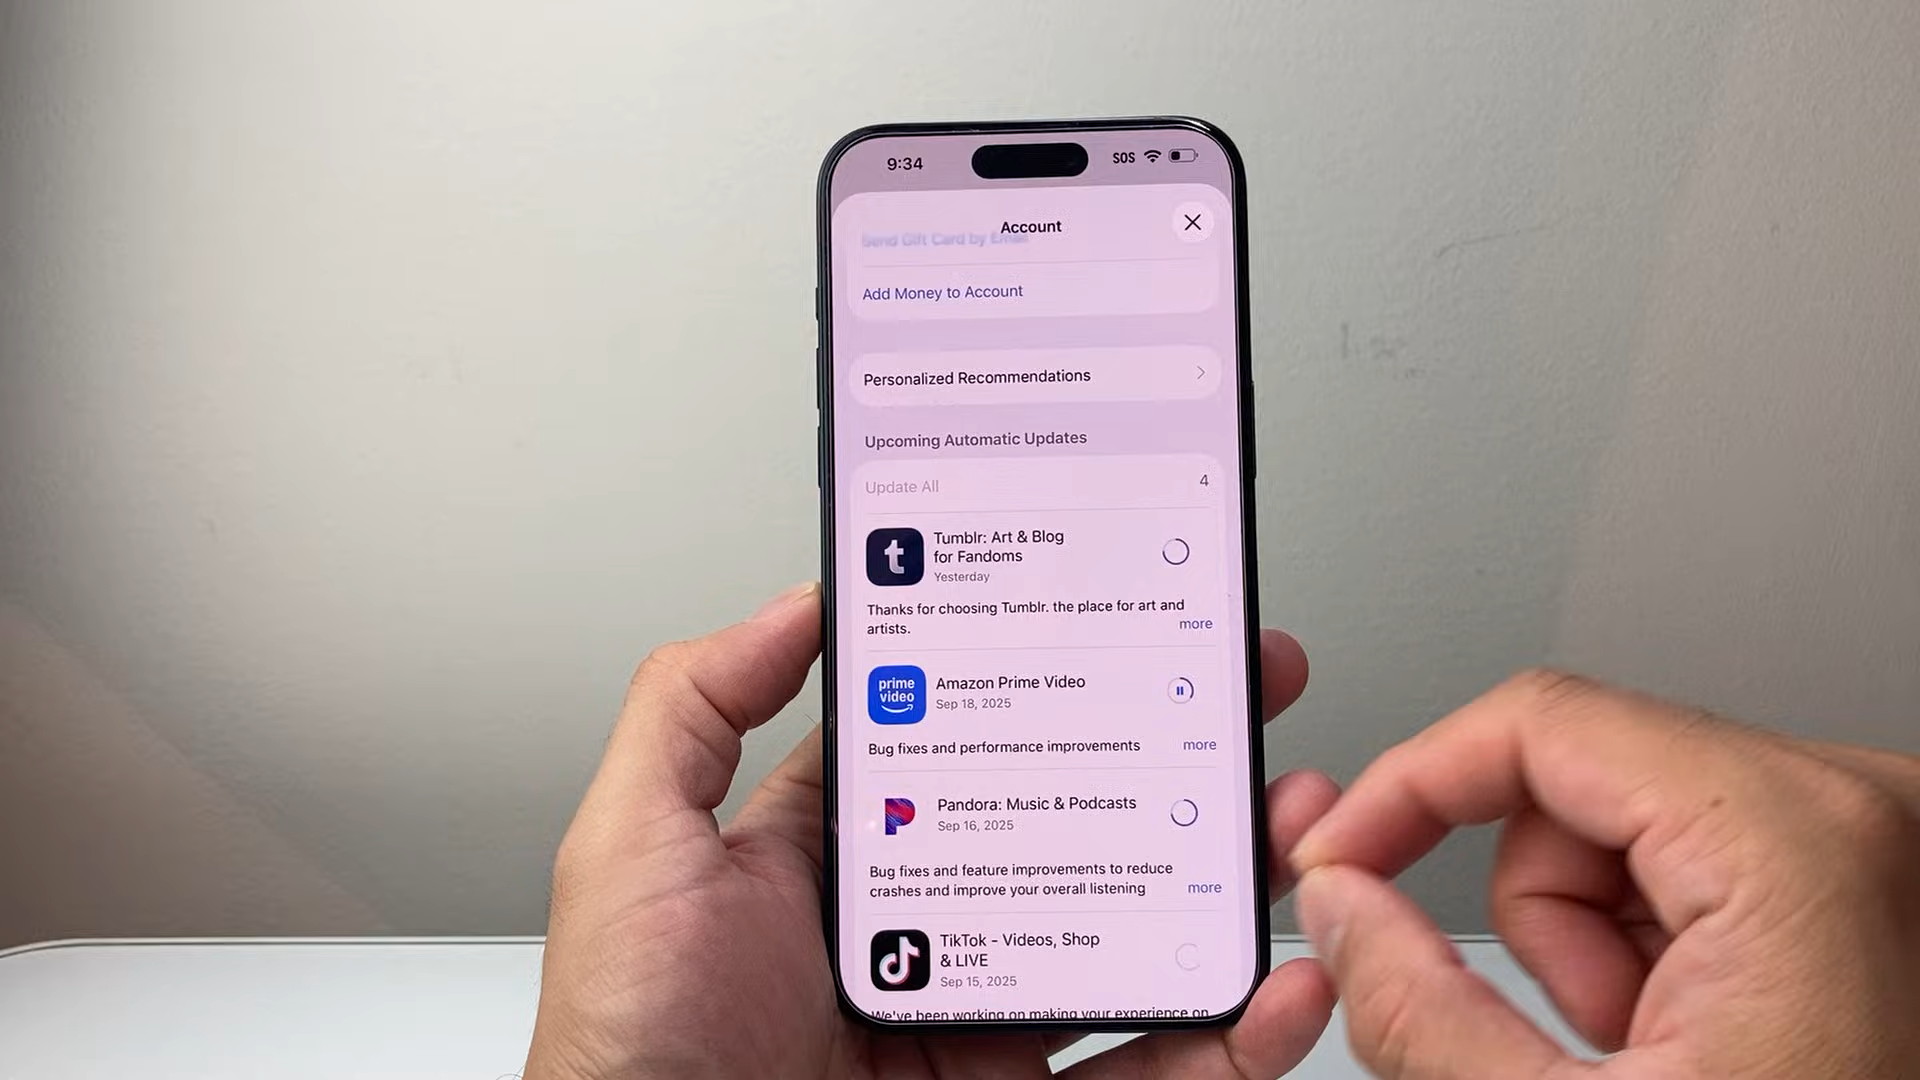 9:34
SOS
Account
Send Gift Card by Email
Add Money to Account
Personalized Recommendations
Upcoming Automatic Updates
Update All
4
t
Tumblr: Art & Blog
for Fandoms
Yesterday
Thanks for choosing Tumblr. the place for art and
artists.
more
prime
video
Amazon Prime Video
Sep 18, 2025
Bug fixes and performance improvements
more
Pandora: Music & Podcasts
Sep 16, 2025
Bug fixes and feature improvements to reduce
crashes and improve your overall listening
more
TikTok - Videos, Shop
& LIVE
Sep 15, 2025
We've been working on making your experience on